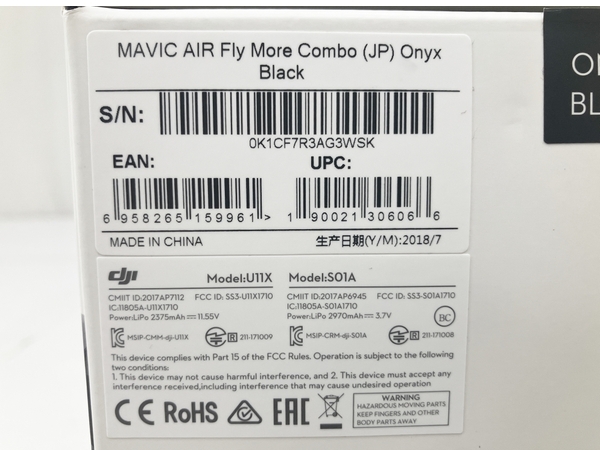 MAVIC AIR Fly More Combo (JP) Onyx
Black
S/N:
0K1CF7R3AG3WSK
EAN:
UPC:
6 958265 159961 >
1 90021 30606 6
MADE IN CHINA
生产日期(Y/M):2018/7
dji
Model:U11X
CMIIT ID:2017AP7112 FCC ID: SS3-U11X1710
IC:11805A-U11X1710
Power:LiPo 2375mAh 11.55V
MSIP-CMM-dji-U11X
R 211-171009
Model:S01A
CMIIT ID:2017AP6945 FCC ID: SS3-S01A1710
IC:11805A-S01A1710
Power:LiPo 2970mAh 3.7V
BC
MSIP-CRM-dji-S01A
R 211-171008
This device complies with Part 15 of the FCC Rules. Operation is subject to the following
two conditions:
1. This device may not cause harmful interference, and 2. This device must accept any
interference received,including interference that may cause undesired operation
CE RoHS EAC
WARNING
HAZARDOUS MOVING PARTS
KEEP FINGERS AND OTHER
BODY PARTS AWAY
ON
BL